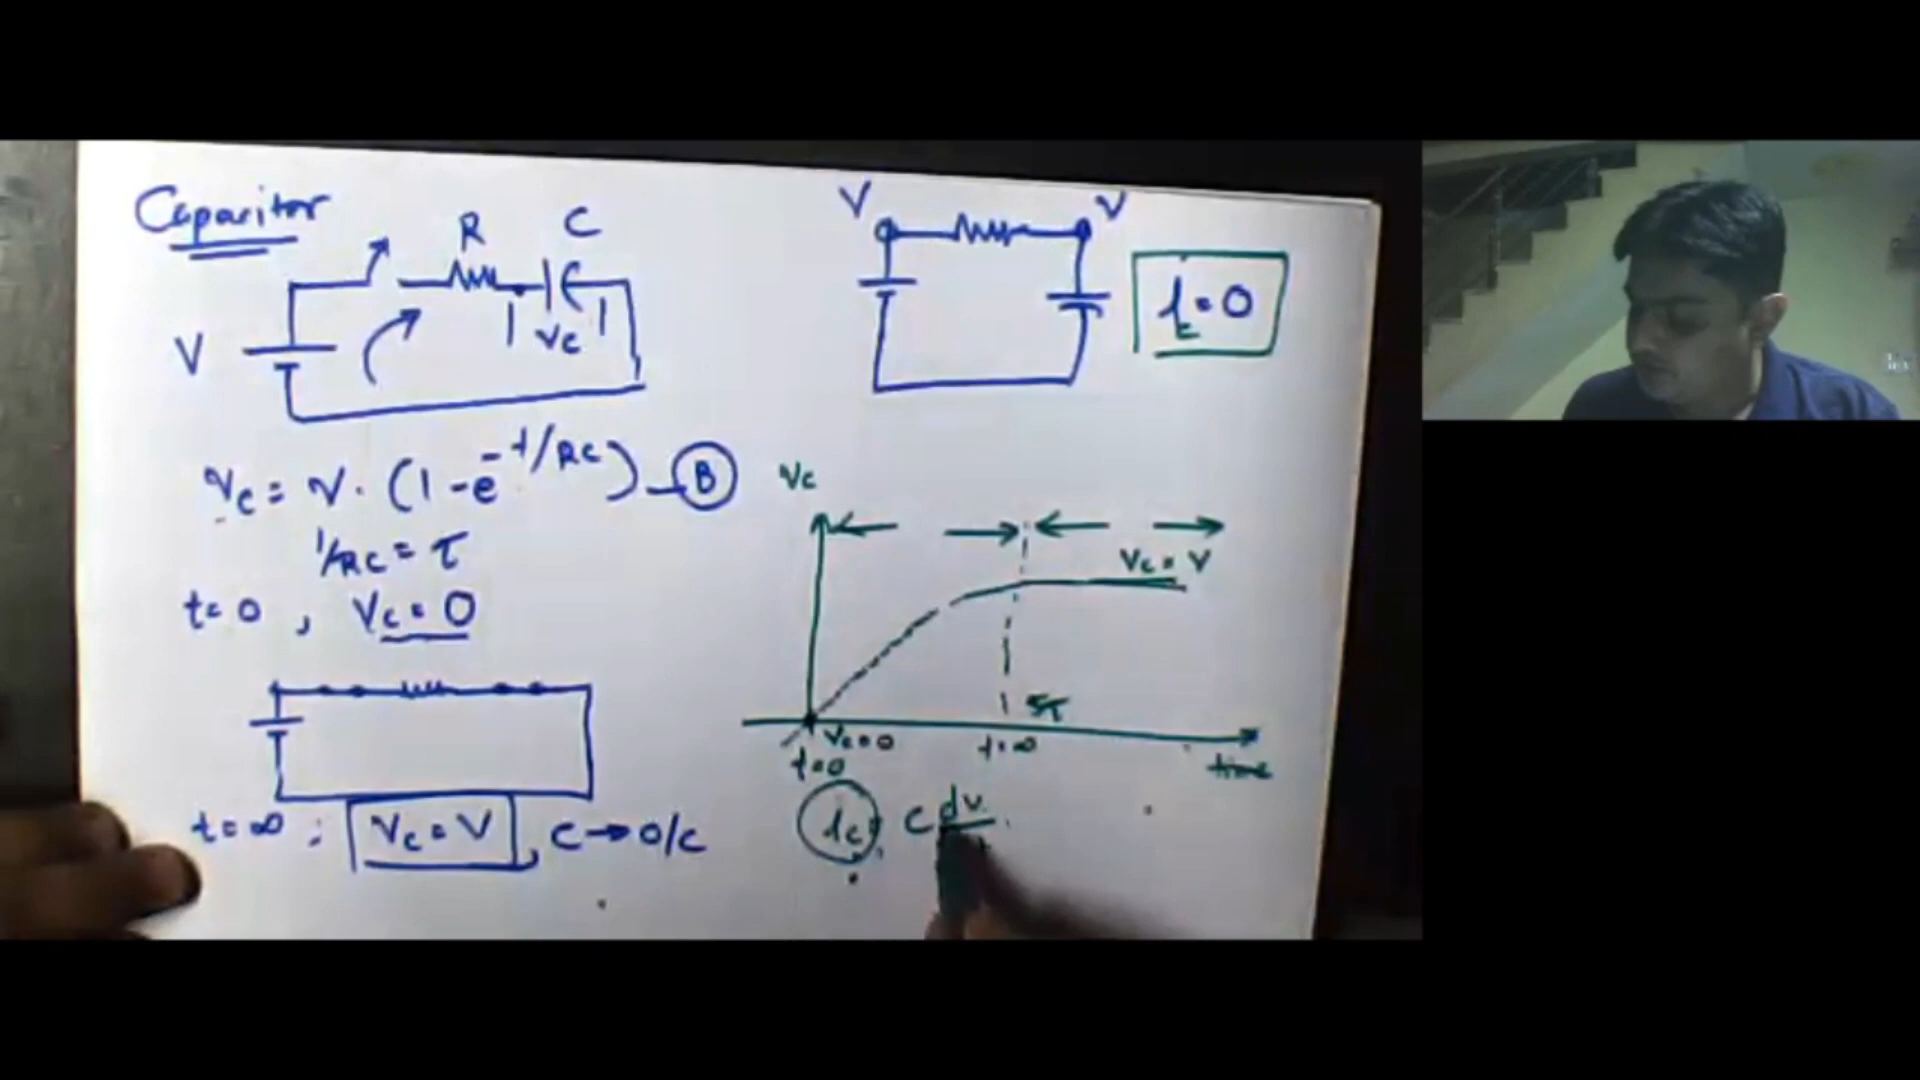 Capacitor
R C
V
Vc
Vc = V. (1 - e^-t/RC) - B
1/RC = τ
t=0 , Vc = 0
t=∞ ; Vc = V , C → O/C
V V
ic = 0
Vc
Vc = V
5τ
Vc=0
t=0
t=∞
time
ic = C dv